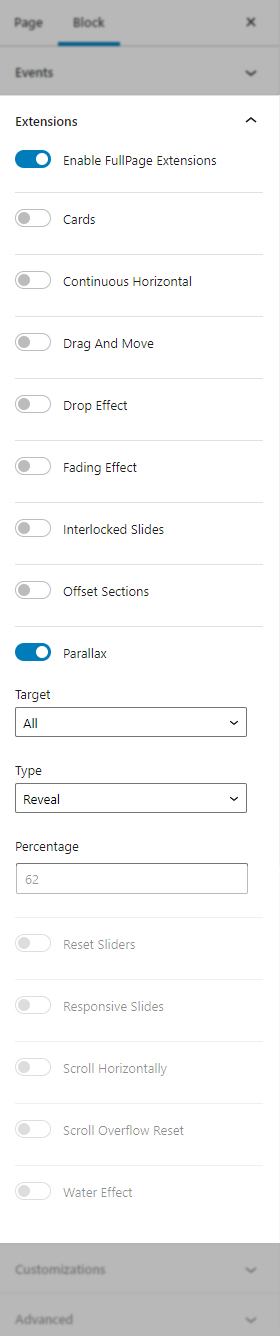 Page Block
Events
Extensions
Enable FullPage Extensions
Cards
Continuous Horizontal
Drag And Move
Drop Effect
Fading Effect
Interlocked Slides
Offset Sections
Parallax
Target
All
Type
Reveal
Percentage
62
Reset Sliders
Responsive Slides
Scroll Horizontally
Scroll Overflow Reset
Water Effect
Customizations
Advanced